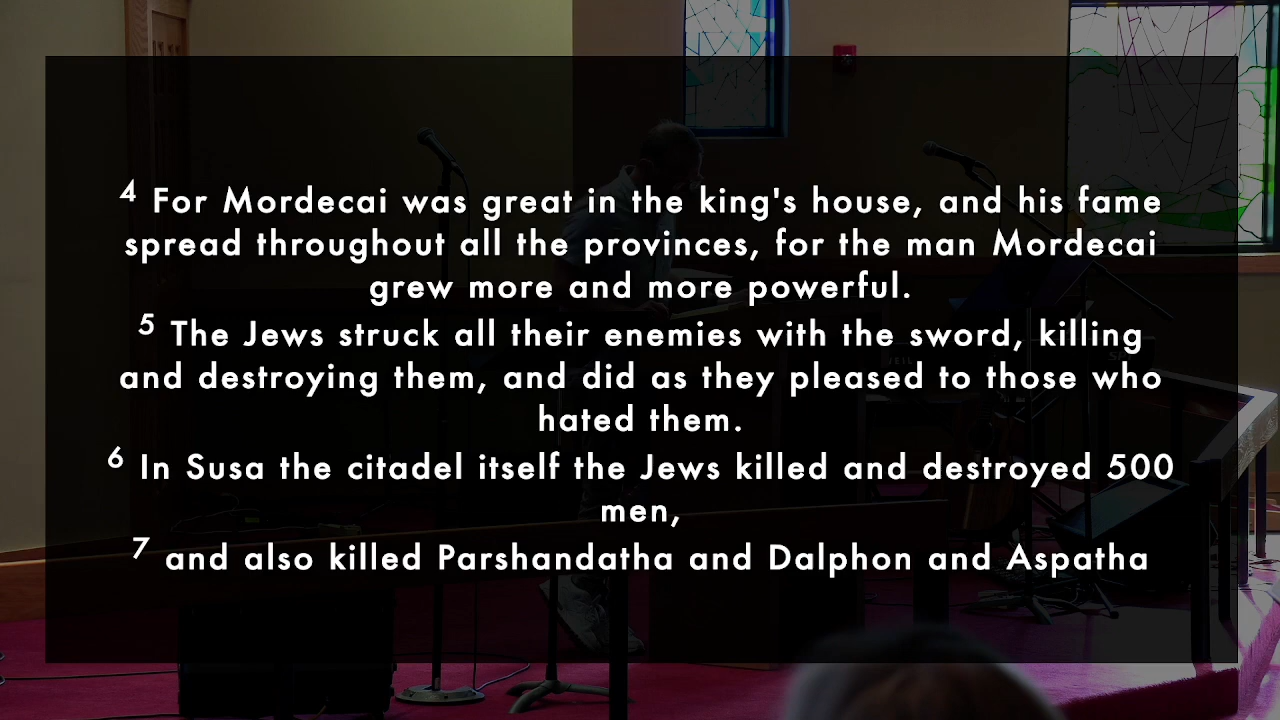 4 For Mordecai was great in the king's house, and his fame
spread throughout all the provinces, for the man Mordecai
grew more and more powerful.
5 The Jews struck all their enemies with the sword, killing
and destroying them, and did as they pleased to those who
hated them.
6 In Susa the citadel itself the Jews killed and destroyed 500
men,
7 and also killed Parshandatha and Dalphon and Aspatha